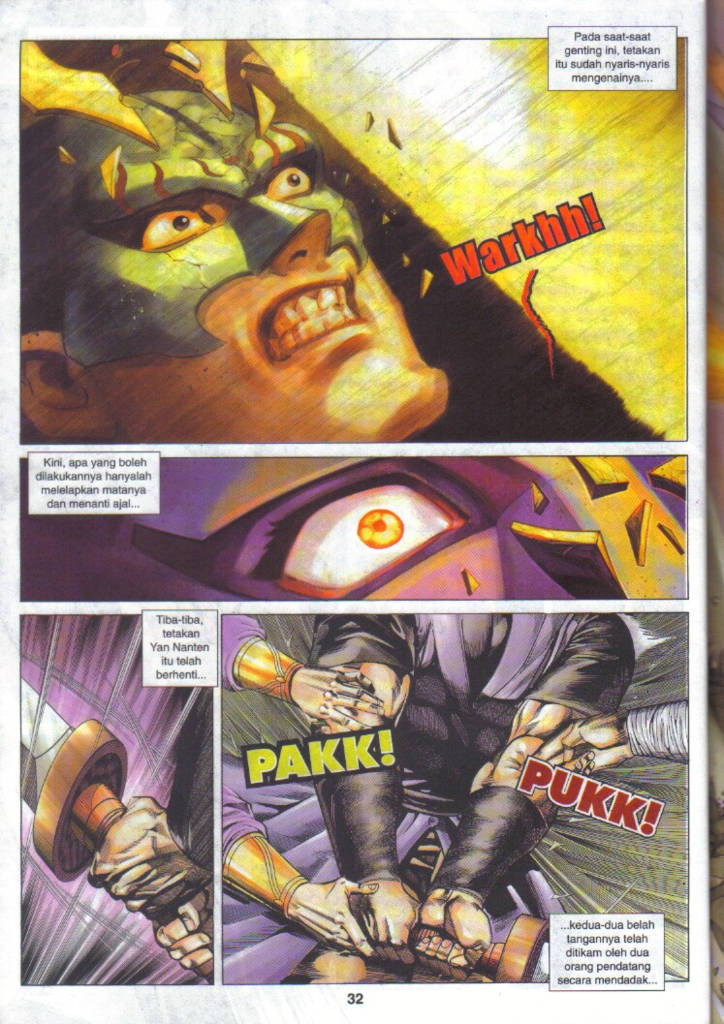 Pada saat-saat
genting ini, tetakan
itu sudah nyaris-nyaris
mengenainya....
Warkhh!
Kini, apa yang boleh
dilakukannya hanyalah
melelapkan matanya
dan menanti ajal...
Tiba-tiba,
tetakan
Yan Nanten
itu telah
berhenti...
PAKK!
PUKK!
...kedua-dua belah
tangannya telah
ditikam oleh dua
orang pendatang
secara mendadak...
32